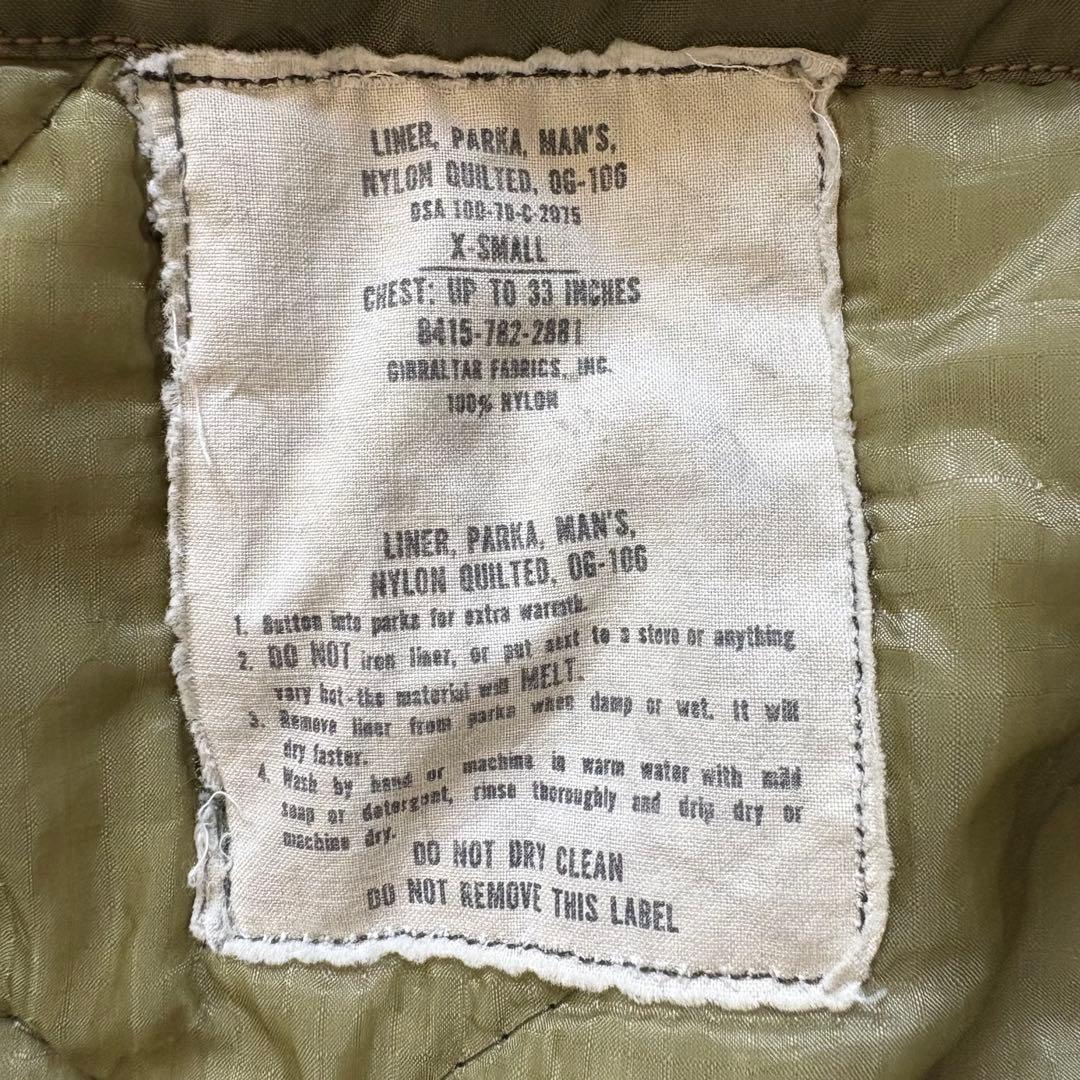 LINER, PARKA, MAN'S,
NYLON QUILTED, OG-106
DSA 100-70-C-2975
X-SMALL
CHEST: UP TO 33 INCHES
8415-782-2881
GIBRALTAR FABRICS, INC.
100% NYLON
LINER, PARKA, MAN'S,
NYLON QUILTED, OG-106
1. Button into parka for extra warmth.
2. DO NOT iron liner, or put next to a stove or anything
very hot-the material will MELT.
3. Remove liner from parka when damp or wet. It will
dry faster.
4. Wash by hand or machine in warm water with mild
soap or detergent, rinse thoroughly and drip dry or
machine dry.
DO NOT DRY CLEAN
DO NOT REMOVE THIS LABEL